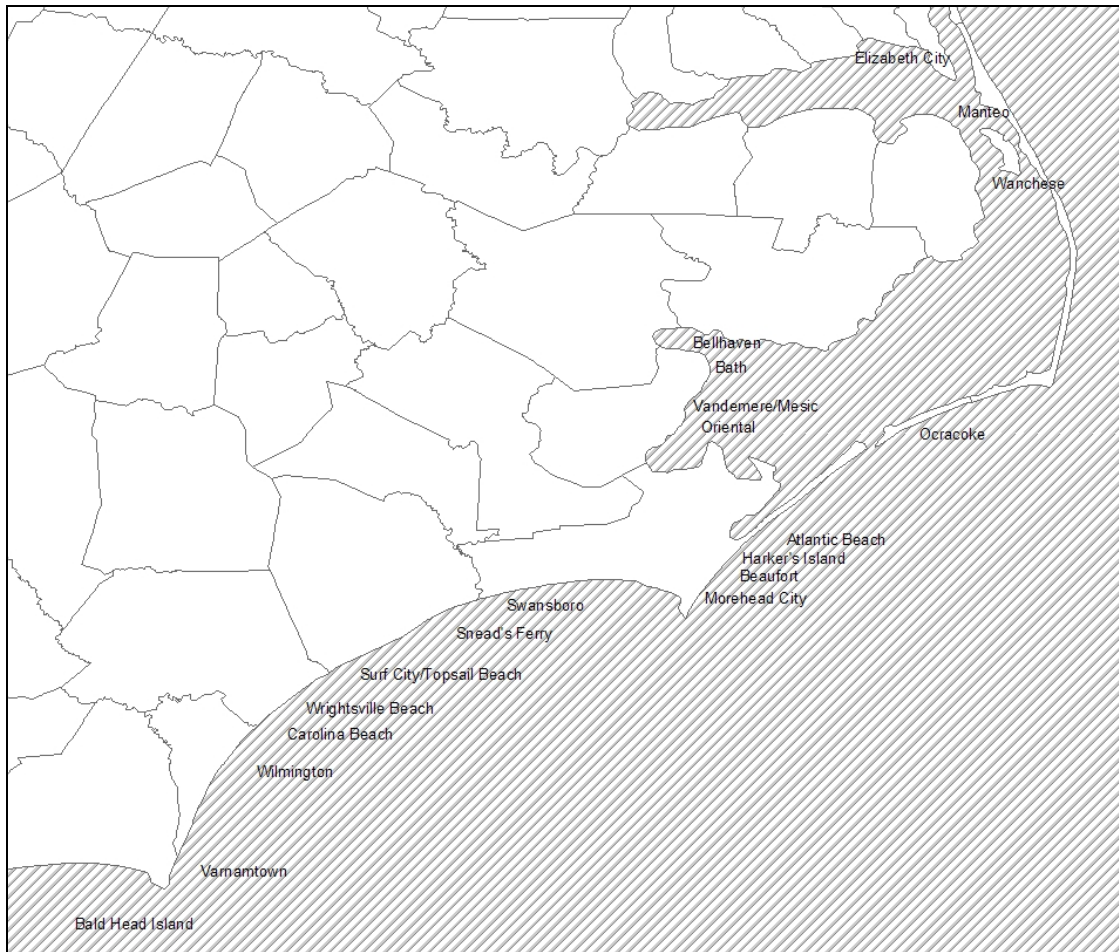 Elizabeth City
Manteo
Wanchese
Bellhaven
Bath
Vandemere/Mesic
Oriental
Ocracoke
Atlantic Beach
Harker's Island
Beaufort
Morehead City
Swansboro
Snead's Ferry
Surf City/Topsail Beach
Wrightsville Beach
Carolina Beach
Wilmington
Varnamtown
Bald Head Island